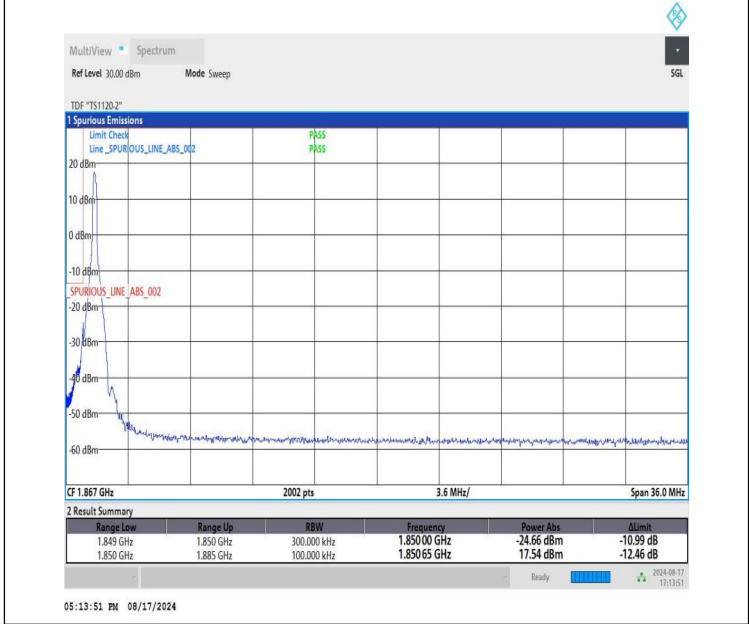 R S
MultiView Spectrum
Ref Level 30.00 dBm Mode Sweep SGL
TDF "TS1120-2"
1 Spurious Emissions
Limit Check PASS
Line _SPURIOUS_LINE_ABS_002 PASS
20 dBm
10 dBm
0 dBm
-10 dBm
_SPURIOUS_LINE_ABS_002
-20 dBm
-30 dBm
-40 dBm
-50 dBm
-60 dBm
CF 1.867 GHz 2002 pts 3.6 MHz/ Span 36.0 MHz
2 Result Summary
Range Low Range Up RBW Frequency Power Abs ΔLimit
1.849 GHz 1.850 GHz 300.000 kHz 1.85000 GHz -24.66 dBm -10.99 dB
1.850 GHz 1.885 GHz 100.000 kHz 1.85065 GHz 17.54 dBm -12.46 dB
Ready 2024-08-17
17:13:51
05:13:51 PM 08/17/2024